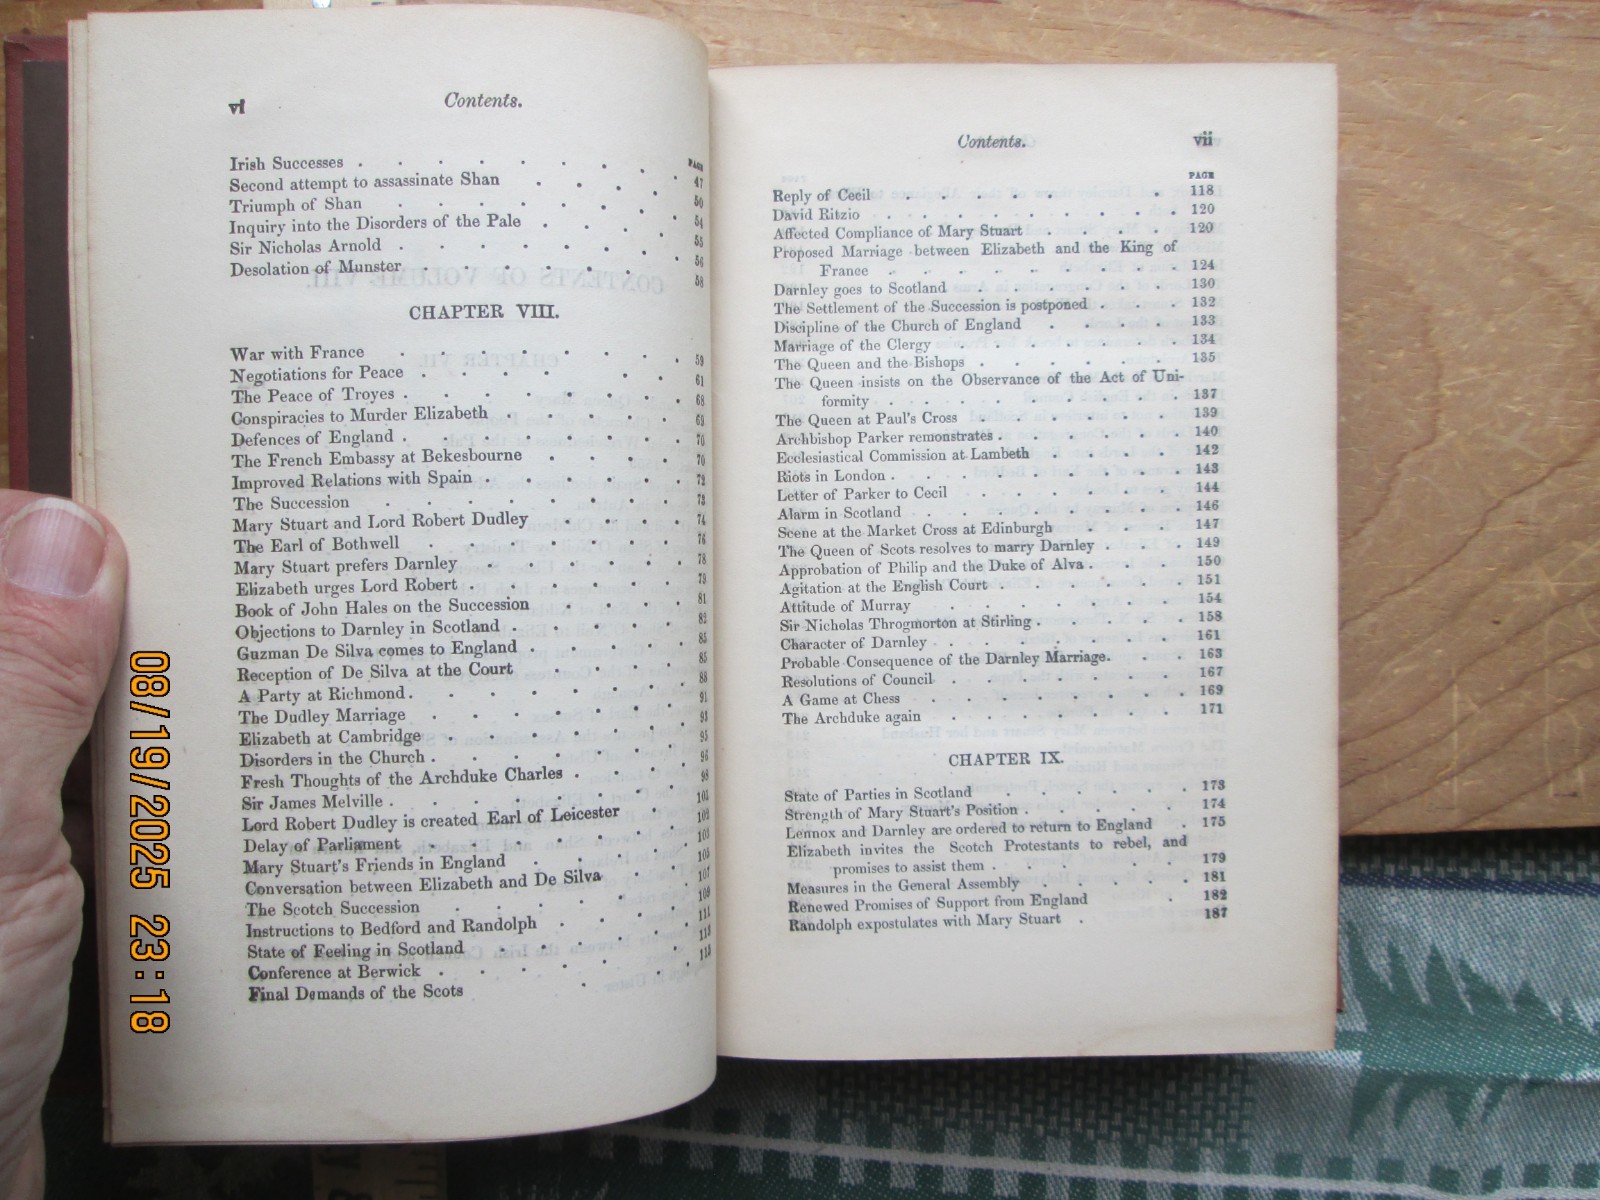 vi
Contents.
PAGE
Irish Successes . . . . . . . 47
Second attempt to assassinate Shan . . . . 50
Triumph of Shan . . . . . . . 54
Inquiry into the Disorders of the Pale . . . . 55
Sir Nicholas Arnold . . . . . . . 56
Desolation of Munster . . . . . . 58
CHAPTER VIII.
War with France . . . . . . . 59
Negotiations for Peace . . . . . . 61
The Peace of Troyes . . . . . . . 68
Conspiracies to Murder Elizabeth . . . . 69
Defences of England . . . . . . . 70
The French Embassy at Bekesbourne . . . . 70
Improved Relations with Spain . . . . . 72
The Succession . . . . . . . 73
Mary Stuart and Lord Robert Dudley . . . . 74
The Earl of Bothwell . . . . . . 76
Mary Stuart prefers Darnley . . . . . 78
Elizabeth urges Lord Robert . . . . . 79
Book of John Hales on the Succession . . . . 81
Objections to Darnley in Scotland . . . . . 82
Guzman De Silva comes to England . . . . 85
Reception of De Silva at the Court . . . . 85
A Party at Richmond . . . . . . . 88
The Dudley Marriage . . . . . . 91
Elizabeth at Cambridge . . . . . . 93
Disorders in the Church . . . . . . 95
Fresh Thoughts of the Archduke Charles . . . . 96
Sir James Melville . . . . . . . 98
Lord Robert Dudley is created Earl of Leicester . . 101
Delay of Parliament . . . . . . 102
Mary Stuart's Friends in England . . . . 103
Conversation between Elizabeth and De Silva . . 105
The Scotch Succession . . . . . . 107
Instructions to Bedford and Randolph . . . . 109
State of Feeling in Scotland . . . . . 111
Conference at Berwick . . . . . . 113
Final Demands of the Scots . . . . . 113
Contents.
vii
PAGE
Reply of Cecil . . . . . . . 118
David Ritzio . . . . . . . . 120
Affected Compliance of Mary Stuart . . . . 120
Proposed Marriage between Elizabeth and the King of
France . . . . . . . . 124
Darnley goes to Scotland . . . . . . 130
The Settlement of the Succession is postponed . . . 132
Discipline of the Church of England . . . . 133
Marriage of the Clergy . . . . . . 134
The Queen and the Bishops . . . . . . 135
The Queen insists on the Observance of the Act of Uni-
formity . . . . . . . . 137
The Queen at Paul's Cross . . . . . . 139
Archbishop Parker remonstrates . . . . . 140
Ecclesiastical Commission at Lambeth . . . . 142
Riots in London . . . . . . . . 143
Letter of Parker to Cecil . . . . . . 144
Alarm in Scotland . . . . . . . 146
Scene at the Market Cross at Edinburgh . . . 147
The Queen of Scots resolves to marry Darnley . . . 149
Approbation of Philip and the Duke of Alva . . . 150
Agitation at the English Court . . . . . 151
Attitude of Murray . . . . . . 154
Sir Nicholas Throgmorton at Stirling . . . . . 158
Character of Darnley . . . . . . . 161
Probable Consequence of the Darnley Marriage. . . 163
Resolutions of Council . . . . . . 167
A Game at Chess . . . . . . . 169
The Archduke again . . . . . . 171
CHAPTER IX.
State of Parties in Scotland . . . . . 173
Strength of Mary Stuart's Position . . . . . 174
Lennox and Darnley are ordered to return to England . 175
Elizabeth invites the Scotch Protestants to rebel, and
promises to assist them . . . . . 179
Measures in the General Assembly . . . . . 181
Renewed Promises of Support from England . . 182
Randolph expostulates with Mary Stuart . . . 187
08/19/2025 23:18